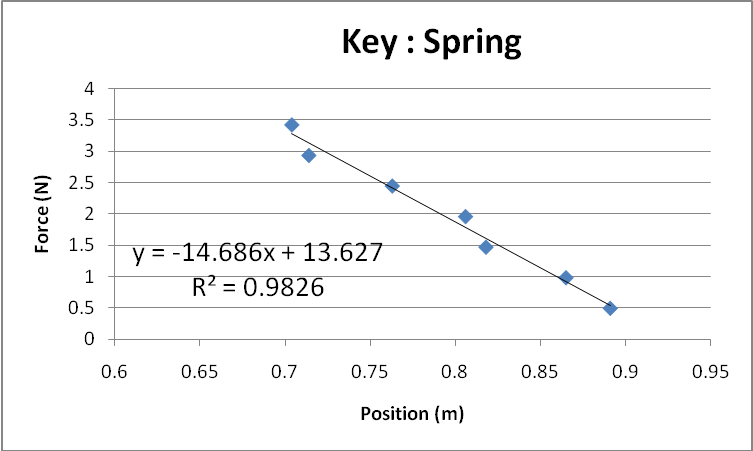 Key : Spring
4
3.5
3
2.5
2
1.5
1
0.5
0
Force (N)
y = -14.686x + 13.627
R² = 0.9826
0.6 0.65 0.7 0.75 0.8 0.85 0.9 0.95
Position (m)